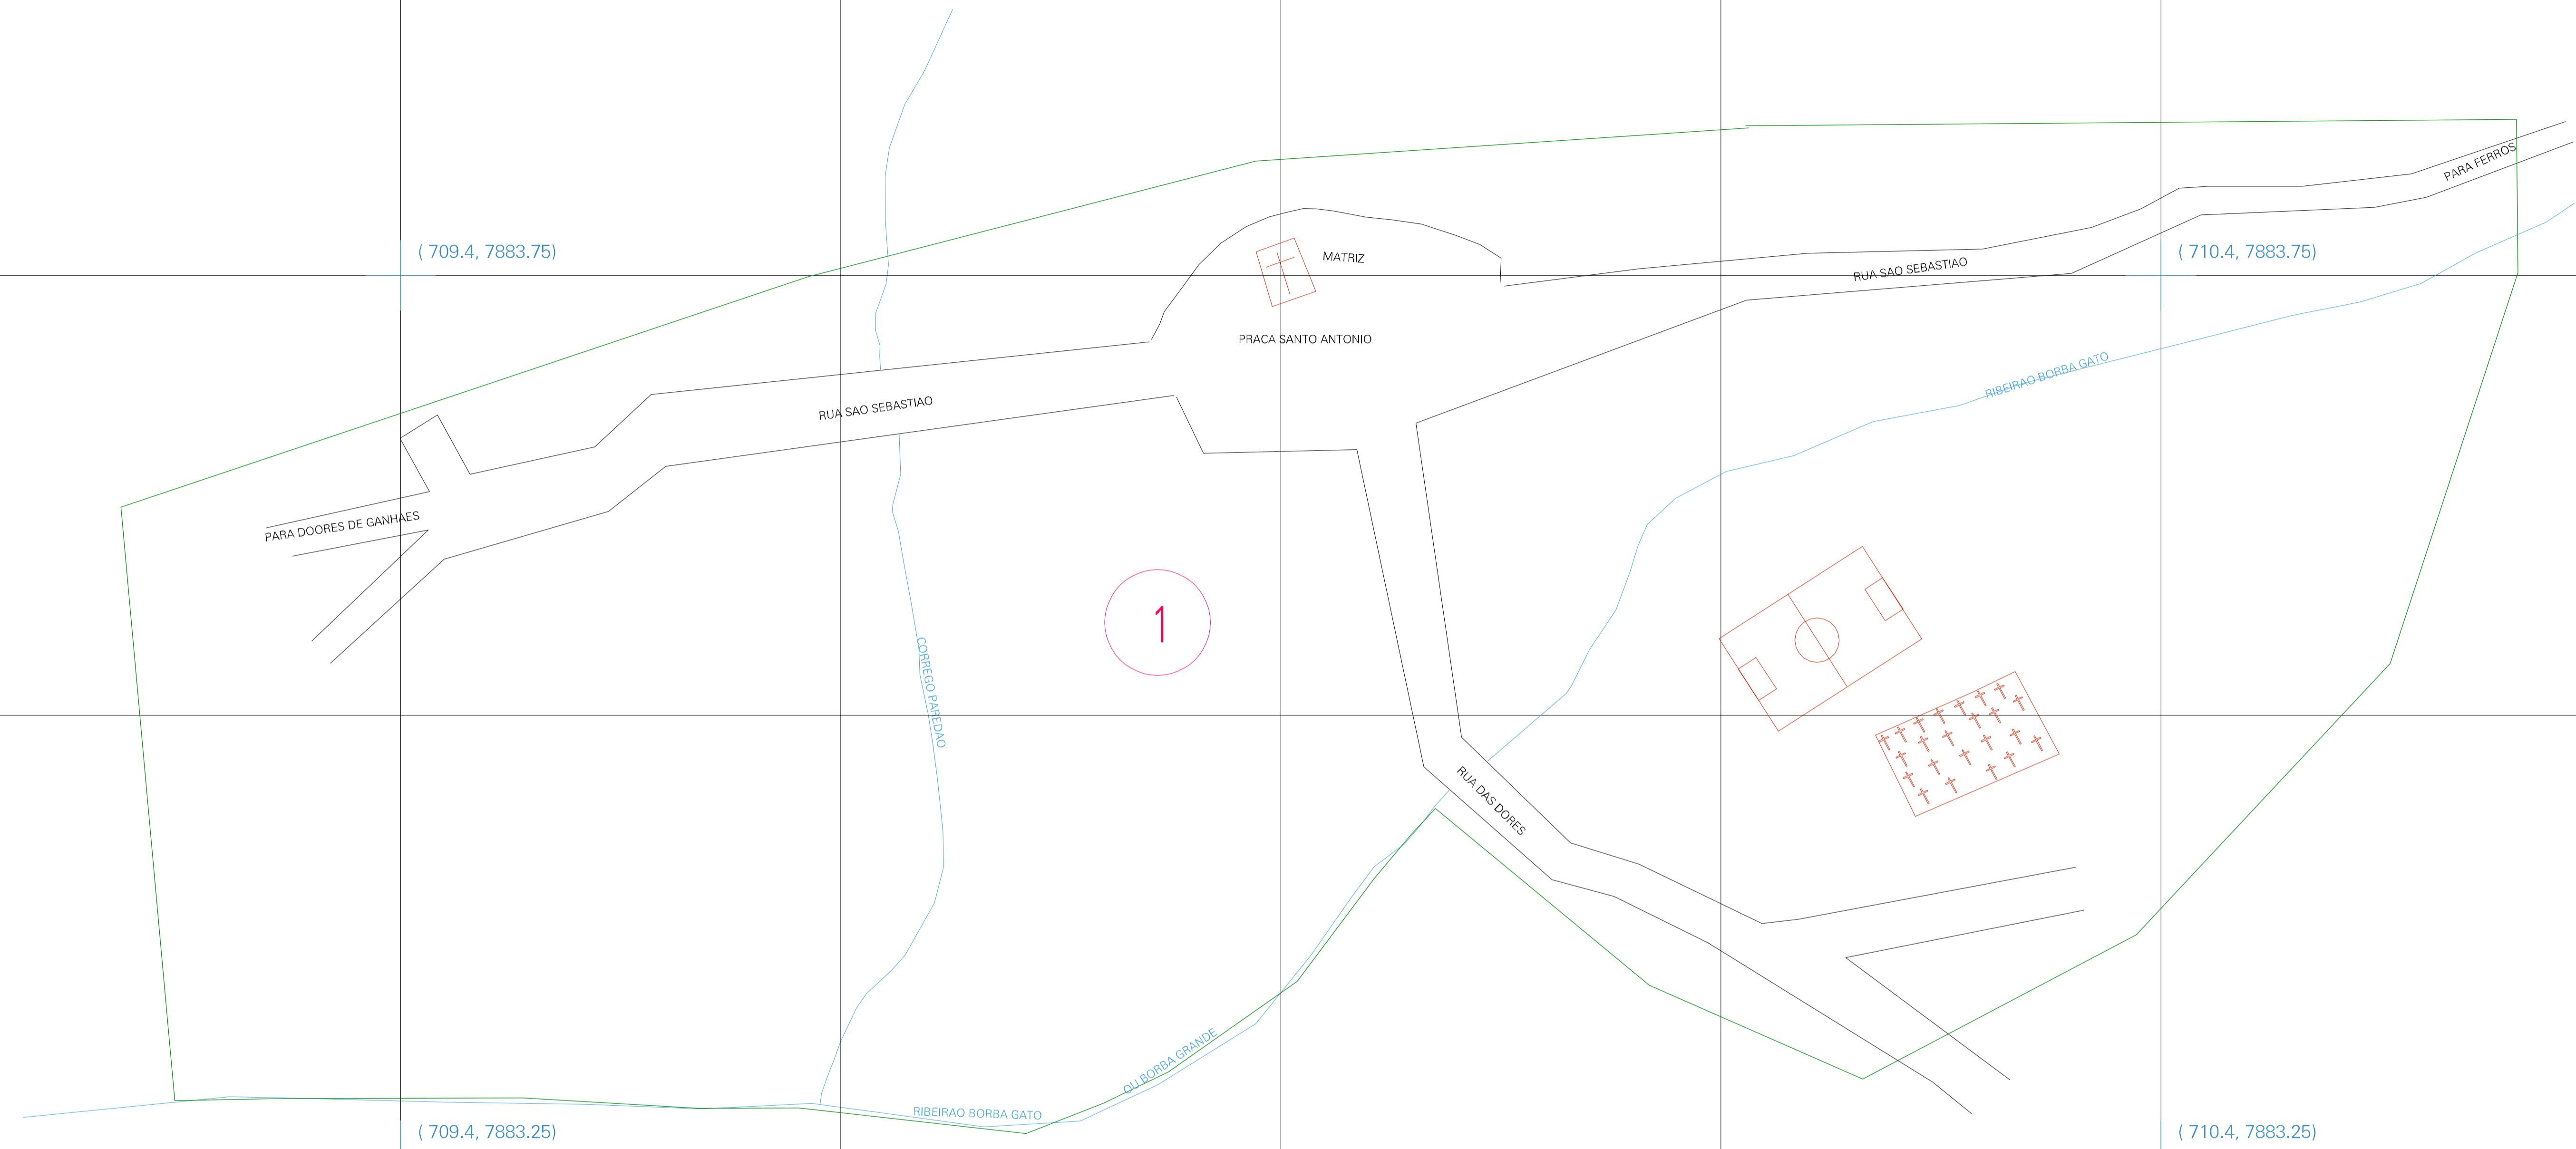 PARA FERROS
( 709.4, 7883.75)
MATRIZ
( 710.4, 7883.75)
RUA SAO SEBASTIAO
PRACA SANTO ANTONIO
RIBEIRAO BORBA GATO
RUA SAO SEBASTIAO
PARA DOORES DE GANHAES
1
CORREGO PAREDAO
RUA DAS DORES
OU BORBA GRANDE
RIBEIRAO BORBA GATO
( 709.4, 7883.25)
( 710.4, 7883.25)